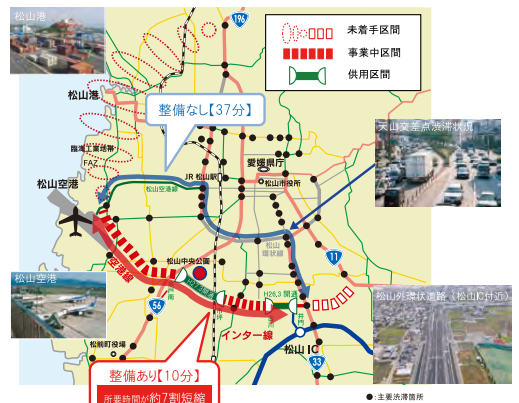 松山港
196
未着手区間
事業中区間
供用区間
松山港
整備なし【37分】
天山交差点渋滞状況
臨海工業地帯
FAZ
愛媛県庁
JR 松山駅
松山市役所
松山空港
松山空港線
松山
環状線
11
松山中央公園
空港線
松山空港
松山外環状道路(松山IC付近)
H26.3 開通
56
インター線
松前町役場
松山 IC
33
整備あり【10分】
所要時間が約7割短縮
●:主要渋滞箇所